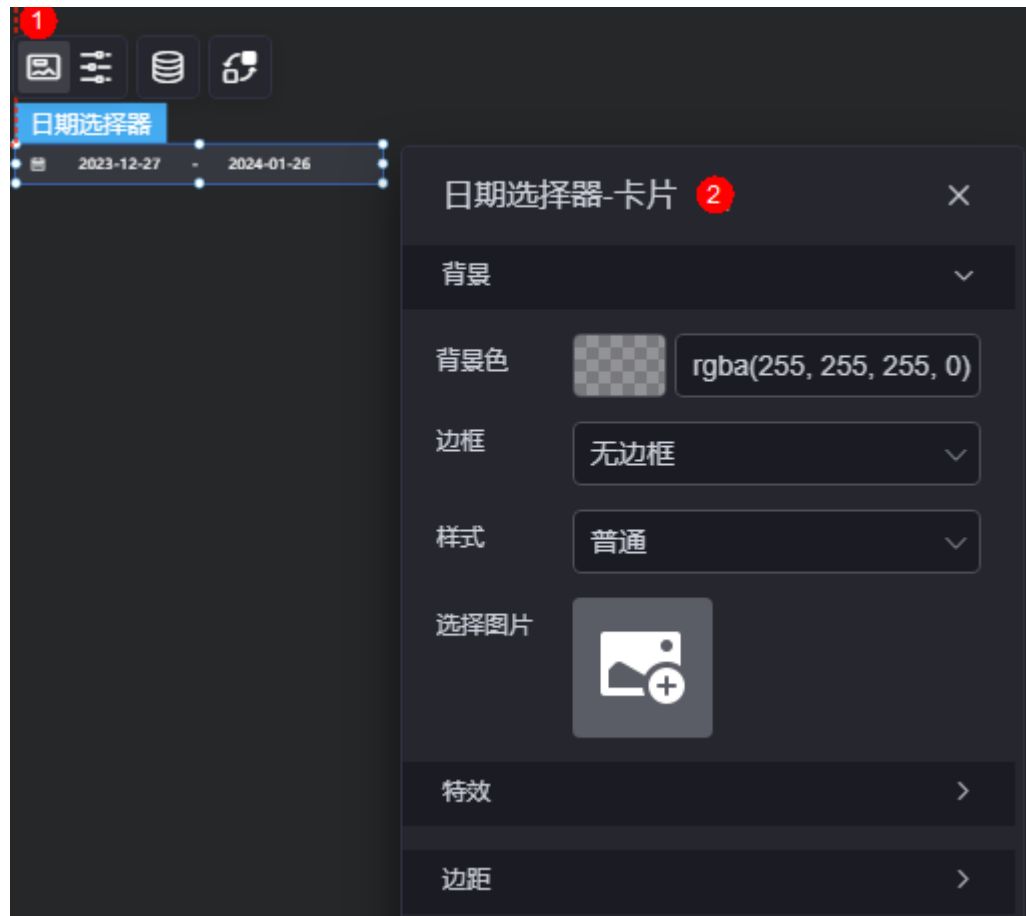 1
日期选择器
2023-12-27 - 2024-01-26
日期选择器-卡片 2
背景
背景色 rgba(255, 255, 255, 0)
边框 无边框
样式 普通
选择图片
特效
边距